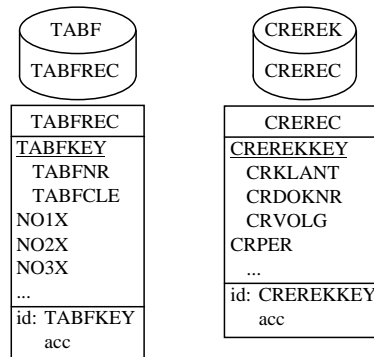 TABF
TABFREC
TABFREC
TABFKEY
TABFNR
TABFCLE
NO1X
NO2X
NO3X
...
id: TABFKEY
acc
CREREK
CREREC
CREREC
CREREKKEY
CRKLANT
CRDOKNR
CRVOLG
CRPER
...
id: CREREKKEY
acc